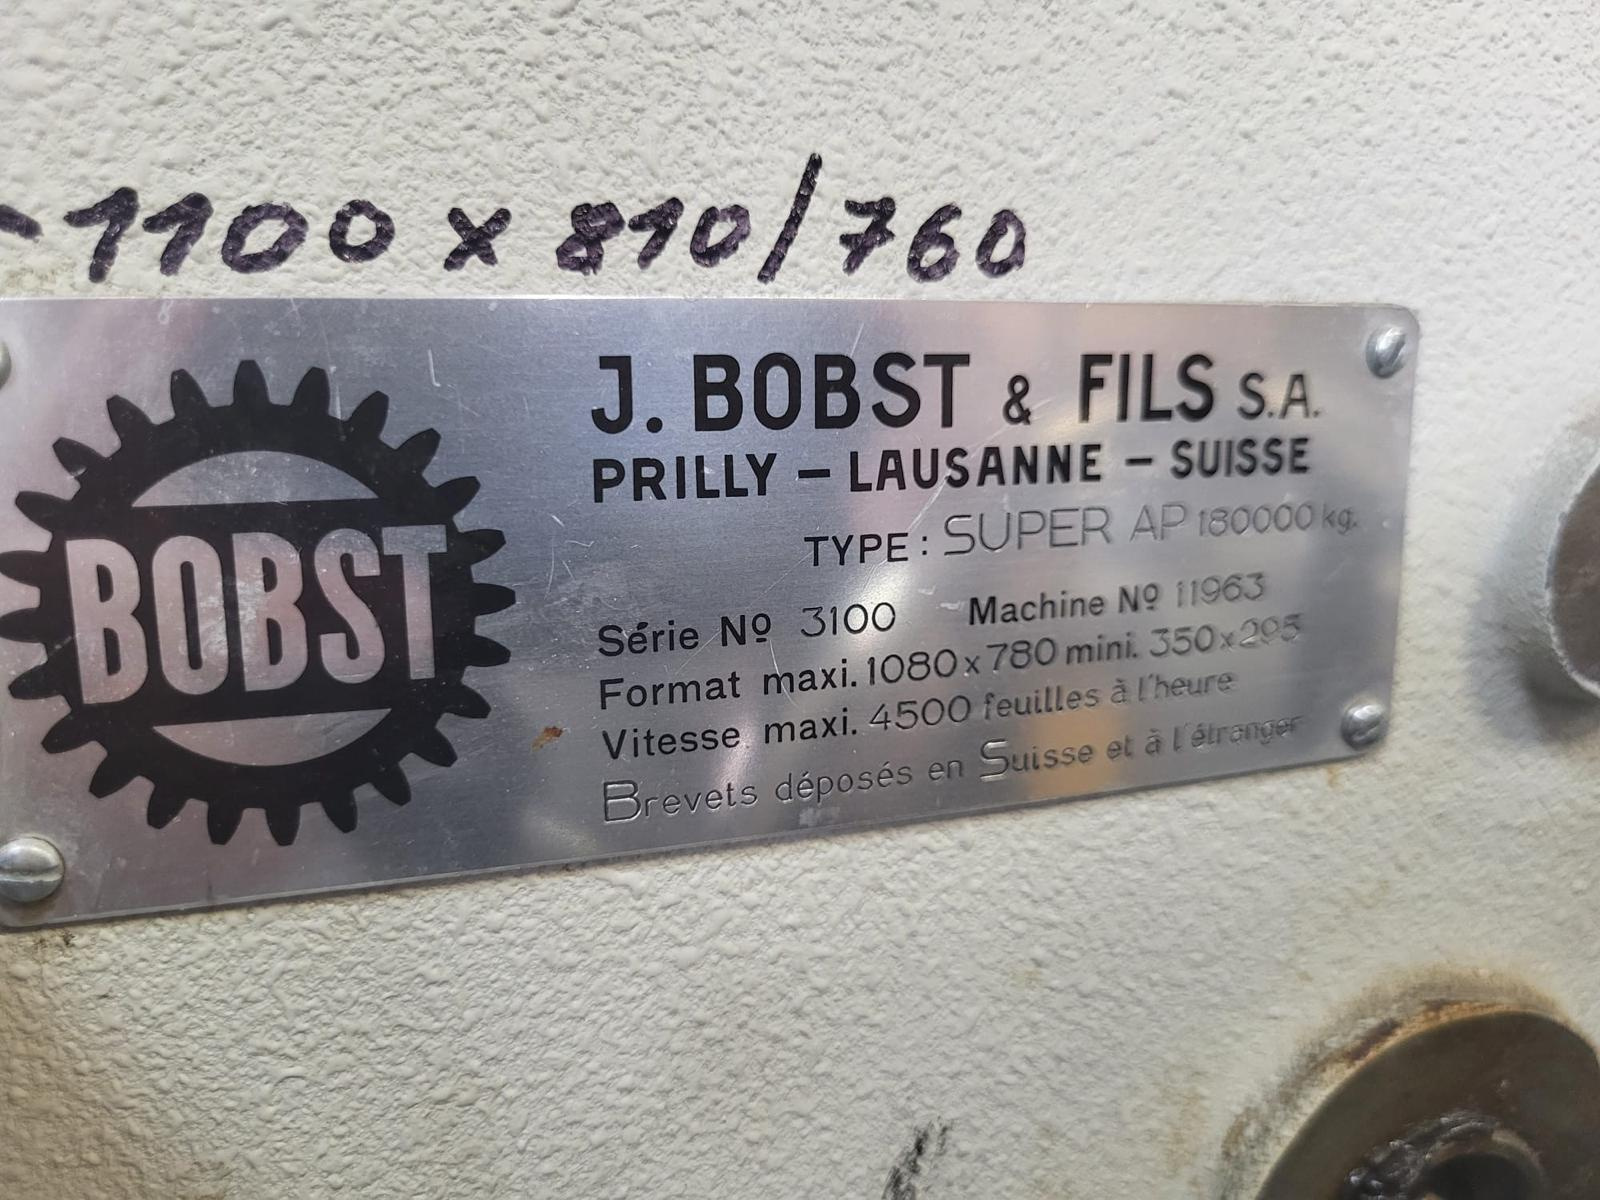 -1100 x 810/760
BOBST
J. BOBST & FILS S.A.
PRILLY – LAUSANNE – SUISSE
TYPE : SUPER AP 180000 kg.
Série Nº 3100 Machine Nº 11963
Format maxi. 1080 x 780 mini. 350 x 295
Vitesse maxi. 4500 feuilles à l'heure
Brevets déposés en Suisse et à l'étranger